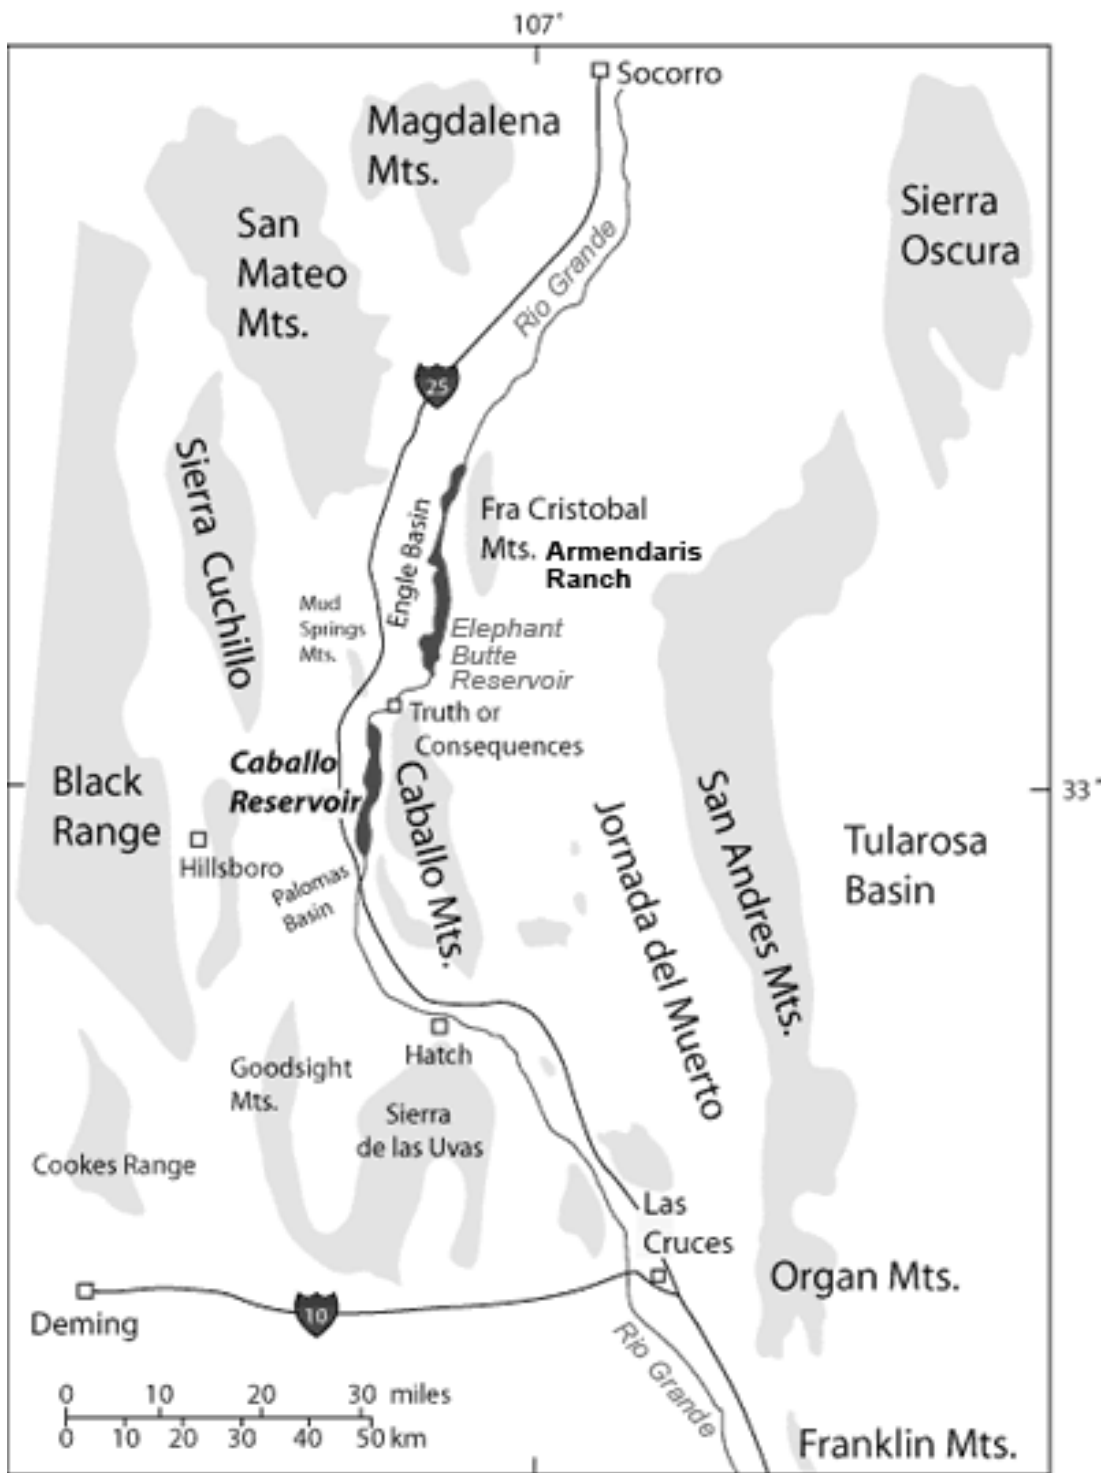 107°
Socorro
Magdalena
Mts.
Sierra
Oscura
San
Mateo
Mts.
Rio Grande
25
Sierra Cuchillo
Engle Basin
Fra Cristobal
Mts.
Armendaris
Ranch
Mud
Springs
Mts.
Elephant
Butte
Reservoir
Truth or
Consequences
Caballo
Reservoir
Black
Range
33°
Caballo Mts.
Jornada del Muerto
San Andres Mts.
Tularosa
Basin
Hillsboro
Palomas
Basin
Hatch
Goodsight
Mts.
Sierra
de las Uvas
Cookes Range
Las
Cruces
Organ Mts.
Deming
10
Rio Grande
0 10 20 30 miles
0 10 20 30 40 50 km
Franklin Mts.